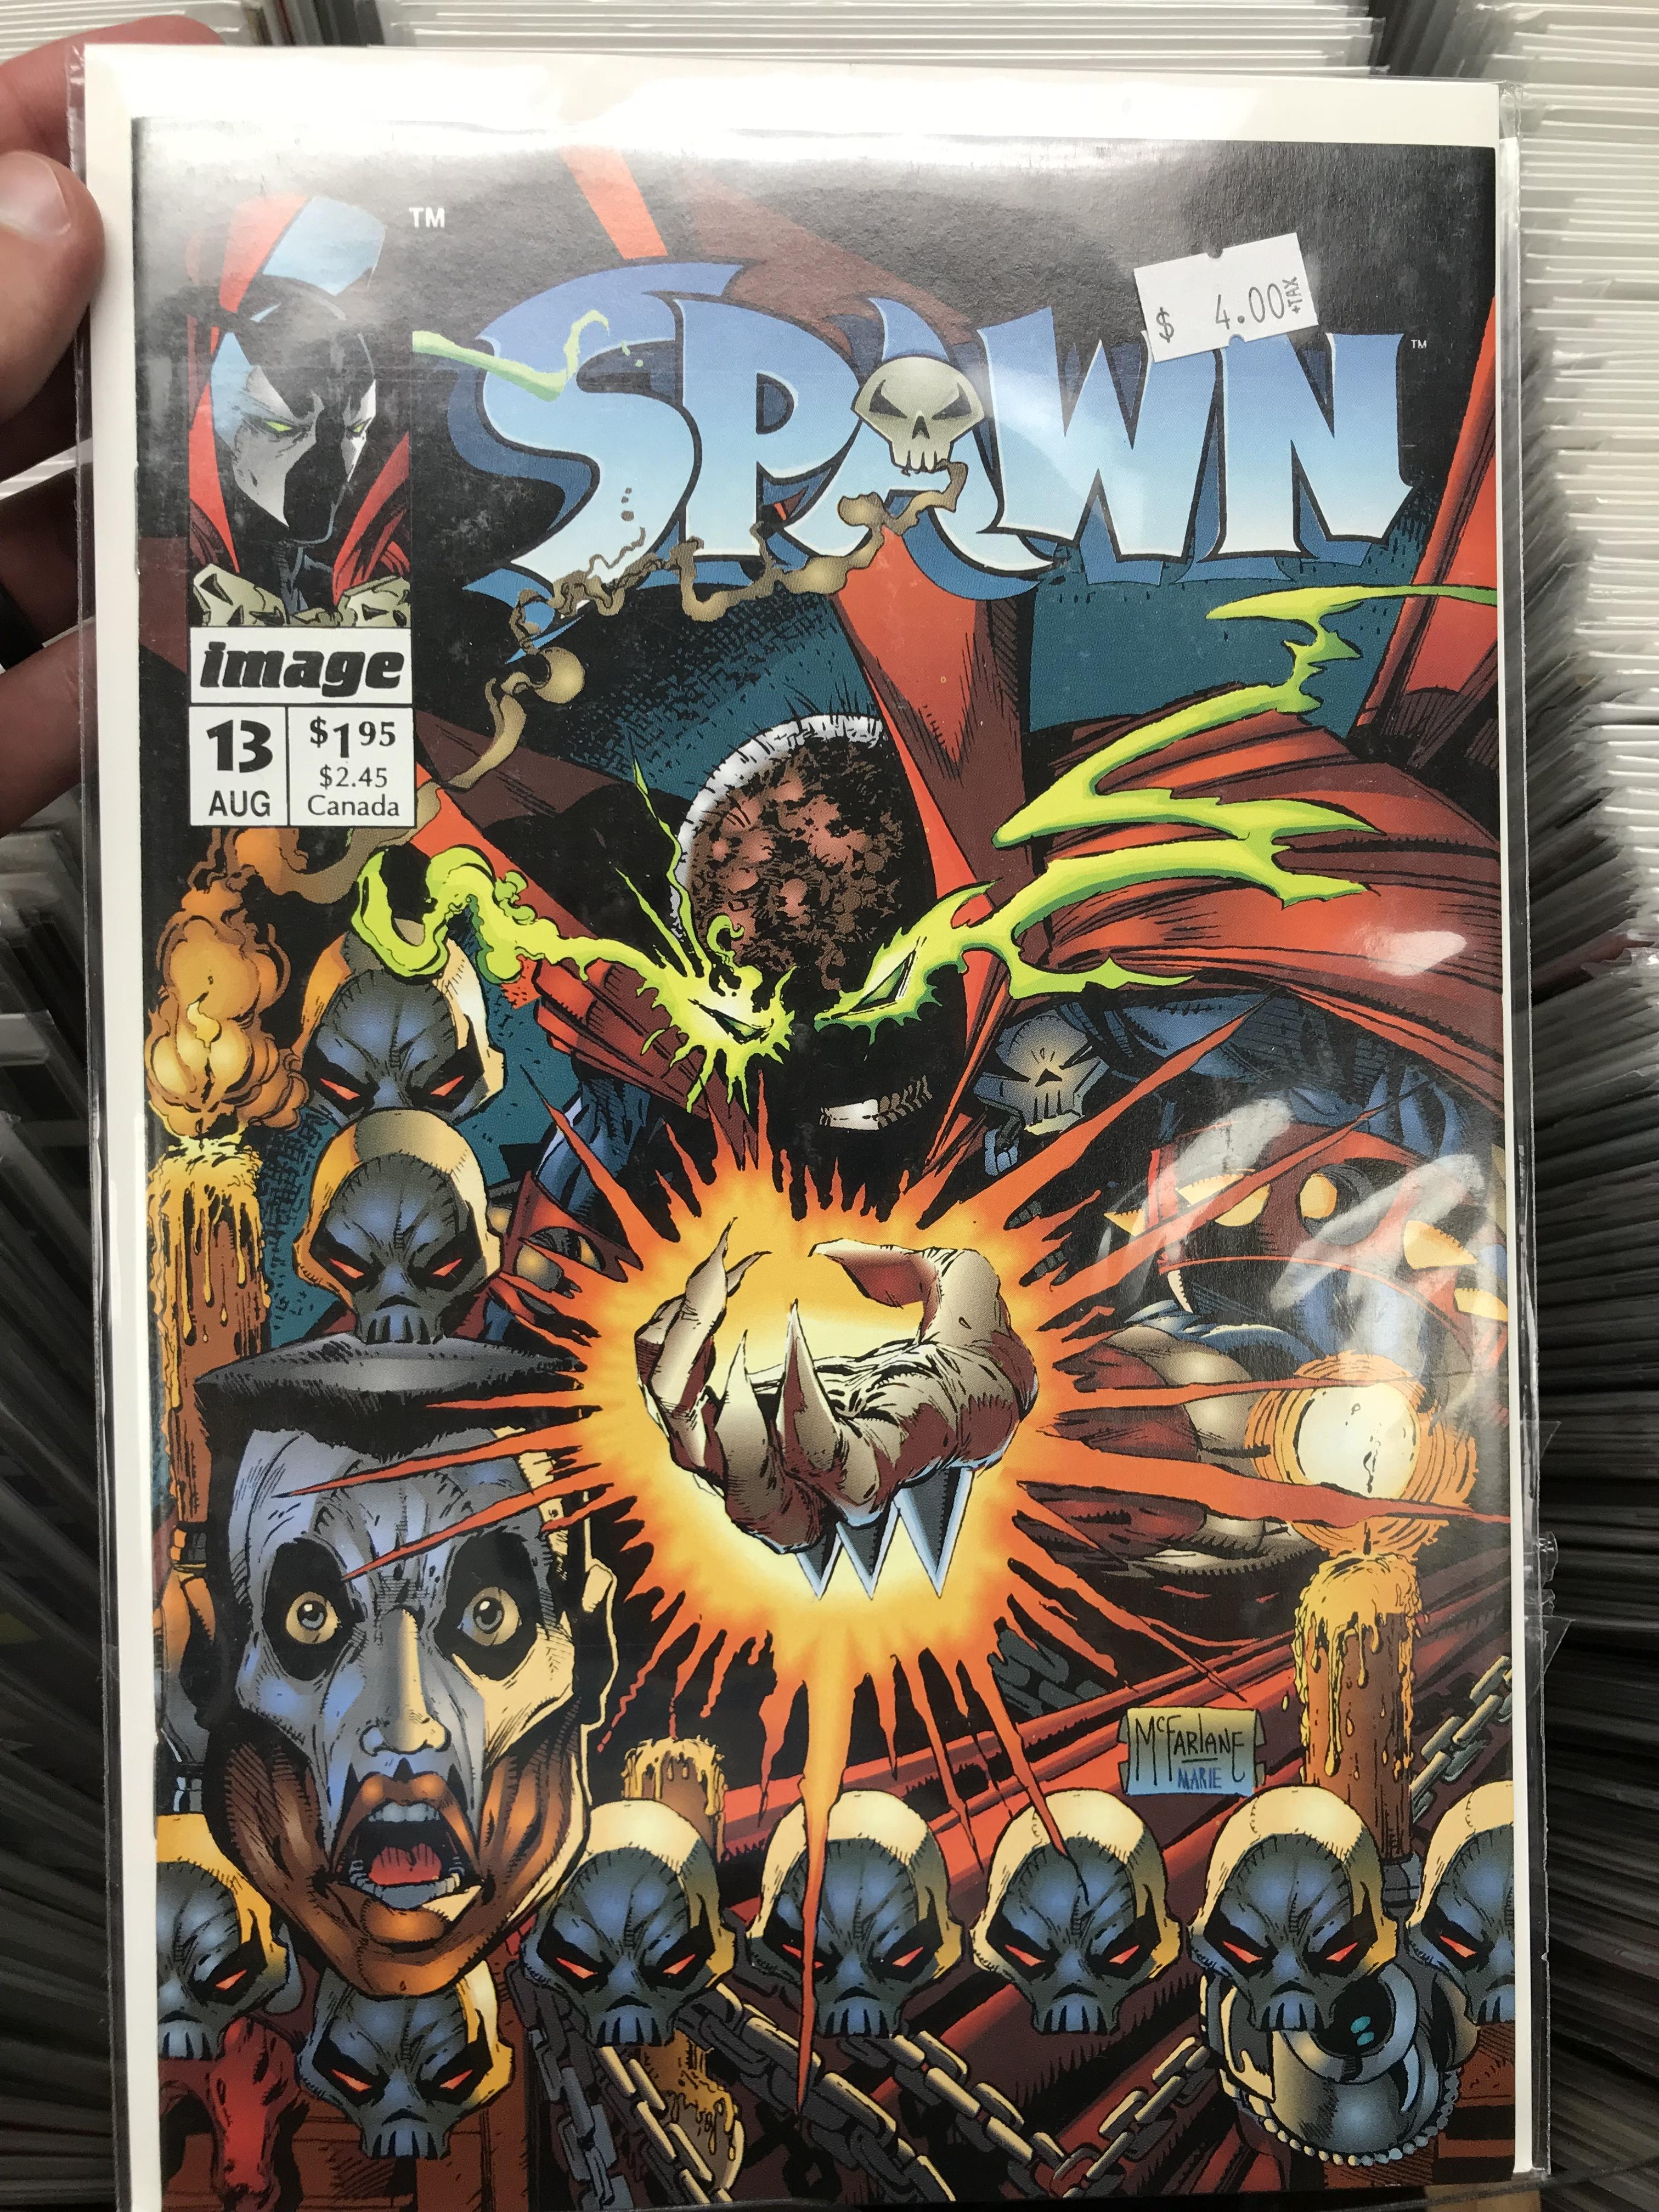 TM
SPAWN
TM
$ 4.00 +TAX
image
13
AUG
$1.95
$2.45
Canada
McFARLANE
MARIE